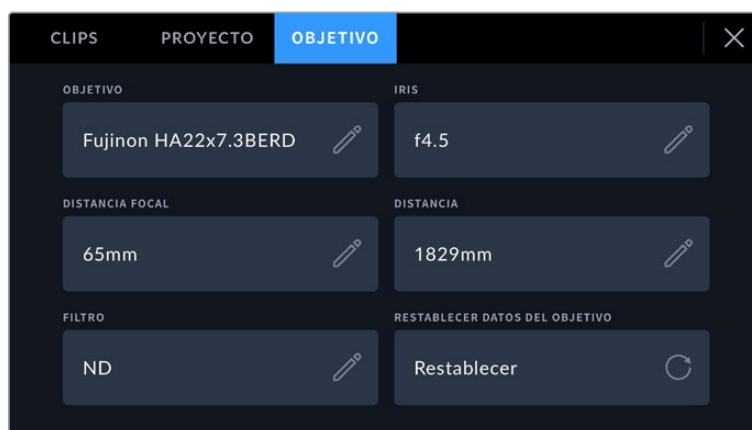 CLIPS PROYECTO OBJETIVO
OBJETIVO IRIS
Fujinon HA22x7.3BERD f4.5
DISTANCIA FOCAL DISTANCIA
65mm 1829mm
FILTRO RESTABLECER DATOS DEL OBJETIVO
ND Restablecer